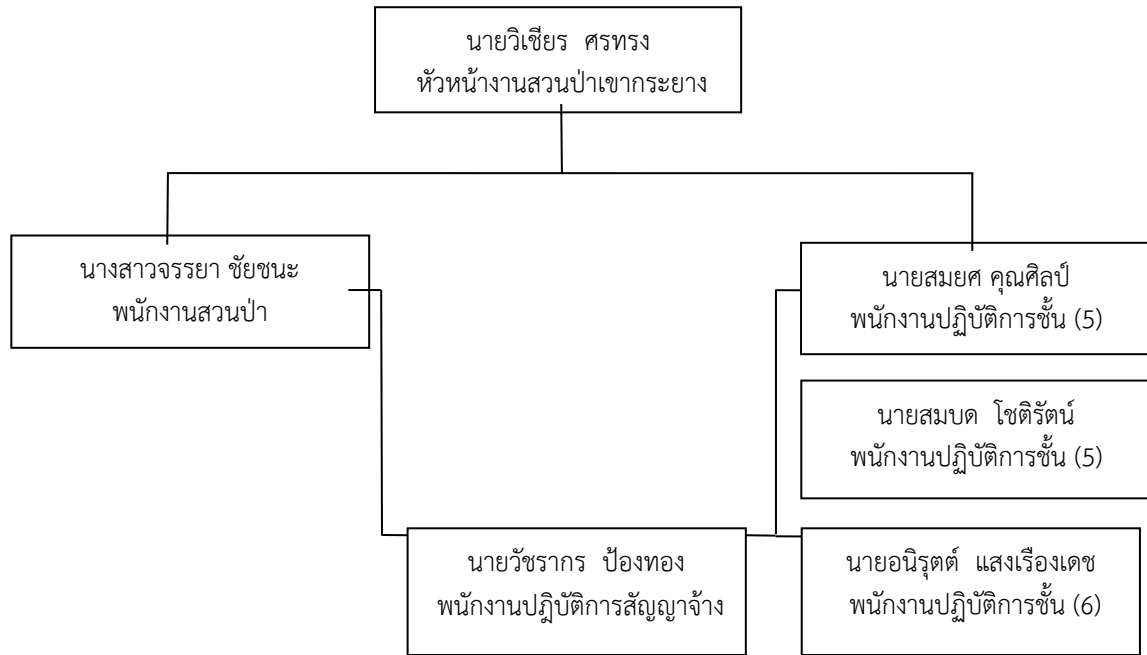 นายวิเชียร ศรทรง
หัวหน้างานสวนป่าเขากระยาง
นางสาวจรรยา ชัยชนะ
พนักงานสวนป่า
นายสมยศ คุณศิลป์
พนักงานปฏิบัติการชั้น (5)
นายสมบด โชติรัตน์
พนักงานปฏิบัติการชั้น (5)
นายวัชรากร ป้องทอง
พนักงานปฎิบัติการสัญญาจ้าง
นายอนิรุตต์ แสงเรืองเดช
พนักงานปฏิบัติการชั้น (6)